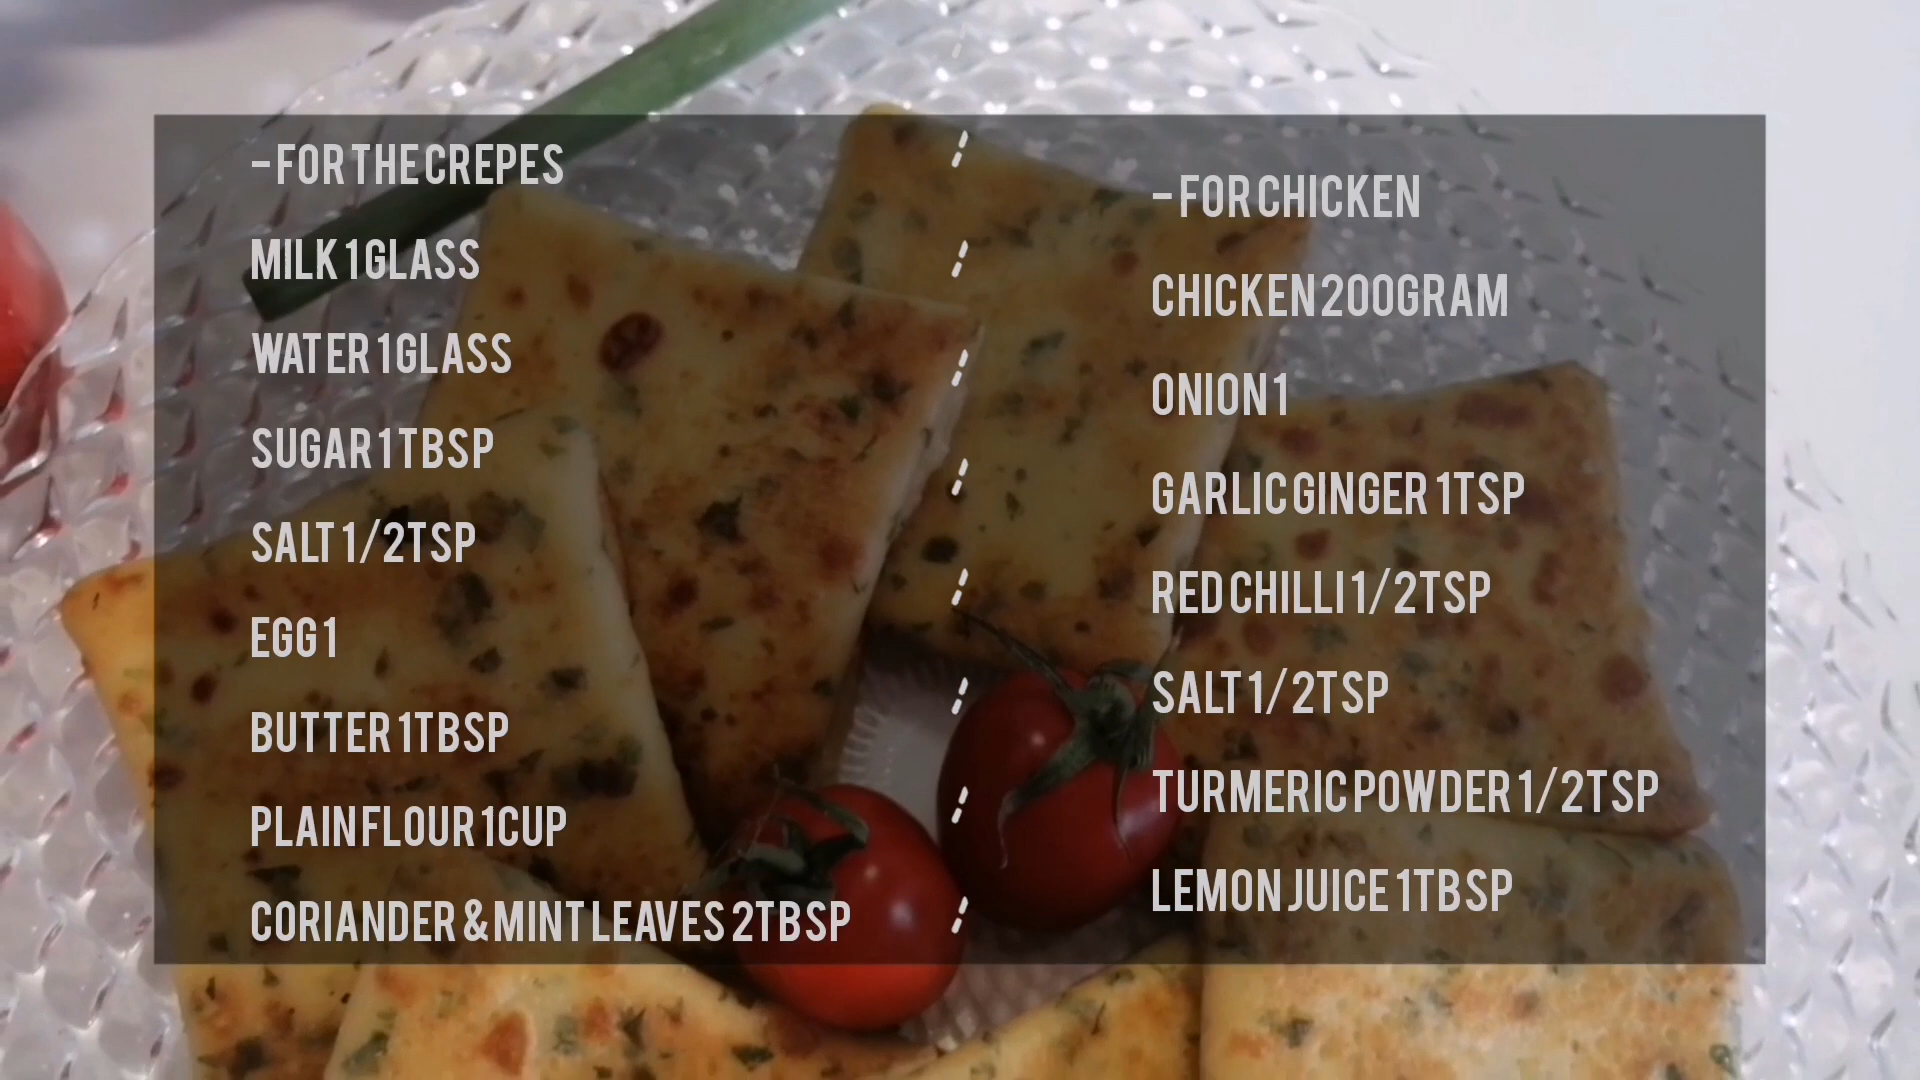 - FOR THE CREPES
MILK 1GLASS
WATER 1GLASS
SUGAR 1TBSP
SALT 1/2TSP
EGG 1
BUTTER 1TBSP
PLAIN FLOUR 1CUP
CORIANDER & MINT LEAVES 2TBSP
- FOR CHICKEN
CHICKEN 200GRAM
ONION 1
GARLIC GINGER 1TSP
RED CHILLI 1/2TSP
SALT 1/2TSP
TURMERIC POWDER 1/2TSP
LEMON JUICE 1TBSP